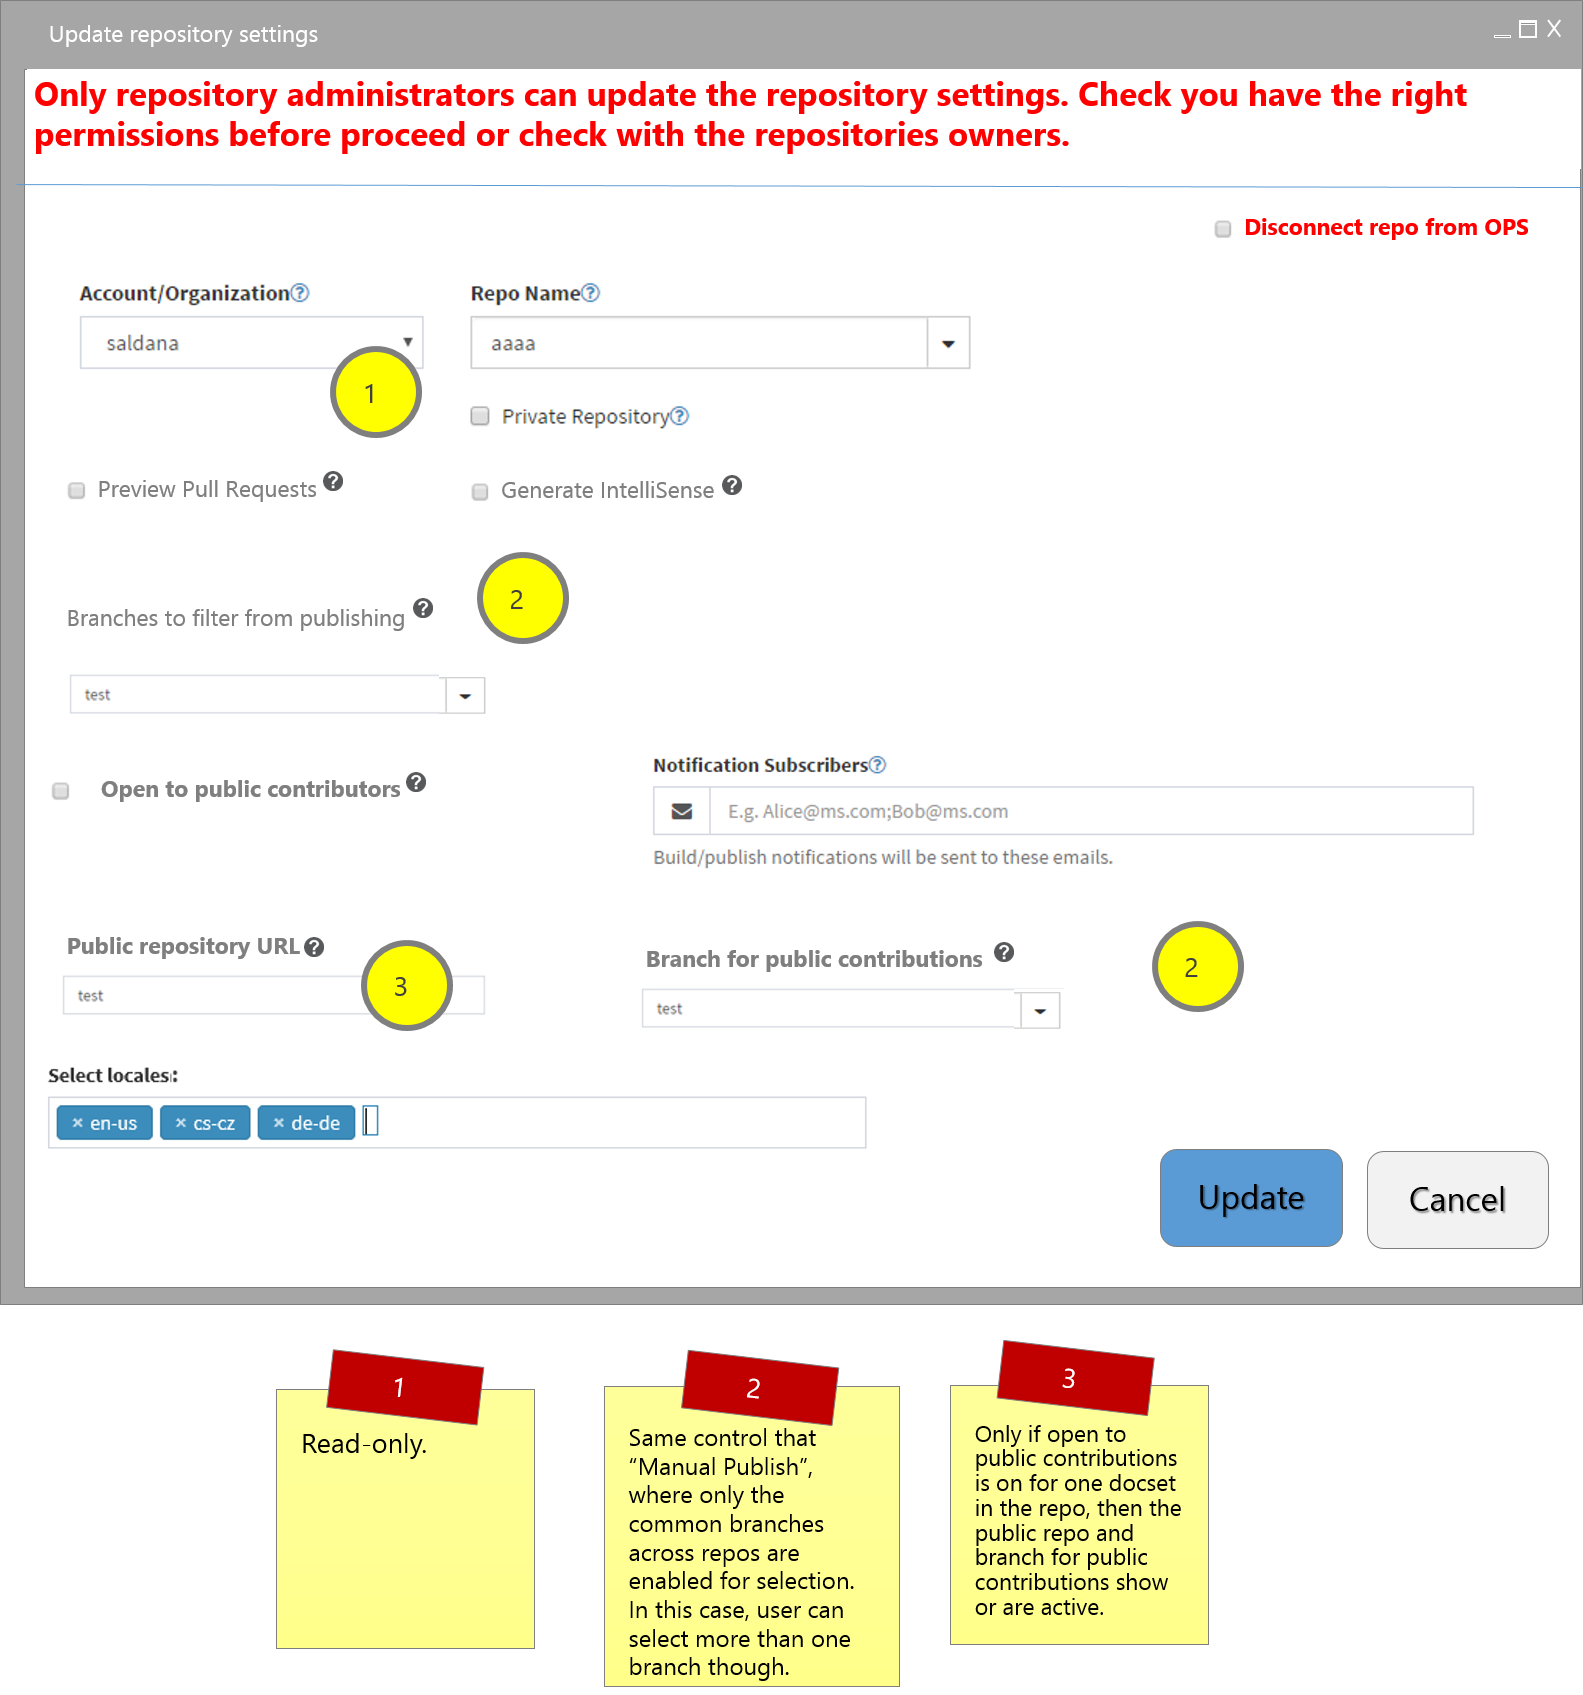 Update repository settings
X
Only repository administrators can update the repository settings. Check you have the right
permissions before proceed or check with the repositories owners.
Disconnect repo from OPS
Account/Organization?
Repo Name?
saldana
aaaa
1
Private Repository?
Preview Pull Requests ?
Generate IntelliSense ?
2
Branches to filter from publishing ?
test
Notification Subscribers?
Open to public contributors ?
E.g. Alice@ms.com;Bob@ms.com
Build/publish notifications will be sent to these emails.
Public repository URL ?
Branch for public contributions ?
2
3
test
test
Select locales:
× en-us × cs-cz × de-de
Update
Cancel
1
Read-only.
2
Same control that
“Manual Publish”,
where only the
common branches
across repos are
enabled for selection.
In this case, user can
select more than one
branch though.
3
Only if open to
public contributions
is on for one docset
in the repo, then the
public repo and
branch for public
contributions show
or are active.